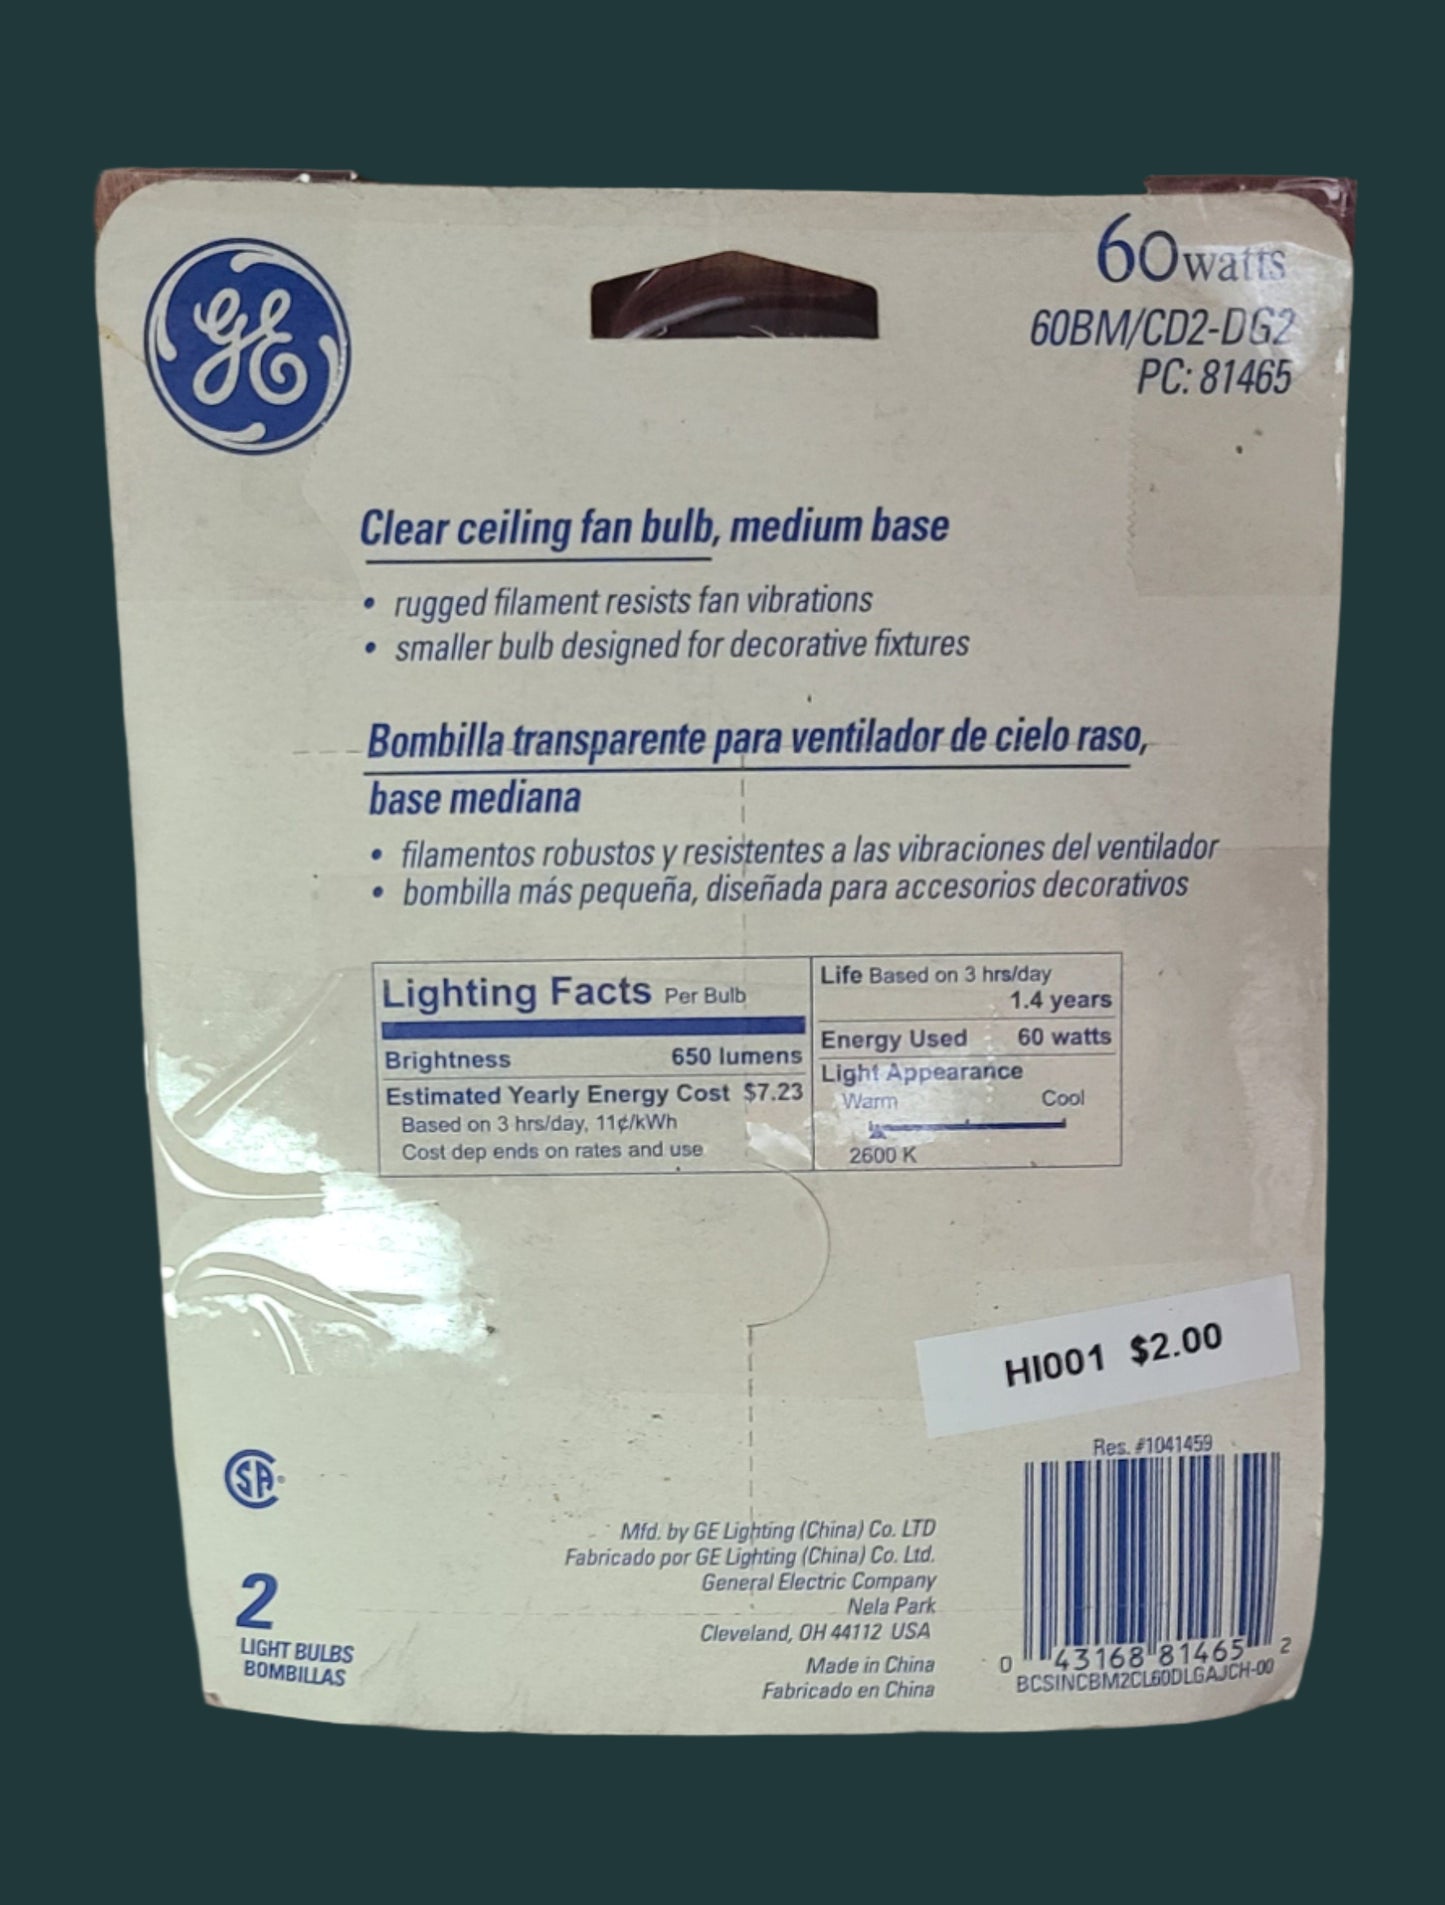 GE
60 watts
60BM/CD2-DG2
PC: 81465
Clear ceiling fan bulb, medium base
• rugged filament resists fan vibrations
• smaller bulb designed for decorative fixtures
Bombilla transparente para ventilador de cielo raso,
base mediana
• filamentos robustos y resistentes a las vibraciones del ventilador
• bombilla más pequeña, diseñada para accesorios decorativos
Lighting Facts Per Bulb
Brightness 650 lumens
Estimated Yearly Energy Cost $7.23
Based on 3 hrs/day, 11¢/kWh
Cost dep ends on rates and use
Life Based on 3 hrs/day
1.4 years
Energy Used 60 watts
Light Appearance
Warm Cool
2600 K
HI001 $2.00
Res. #1041459
SA
Mfd. by GE Lighting (China) Co. LTD
Fabricado por GE Lighting (China) Co. Ltd.
General Electric Company
Nela Park
Cleveland, OH 44112 USA
Made in China
Fabricado en China
2
LIGHT BULBS
BOMBILLAS
0 43168 81465 2
BCSINCBM2CL60DLGAJCH-00